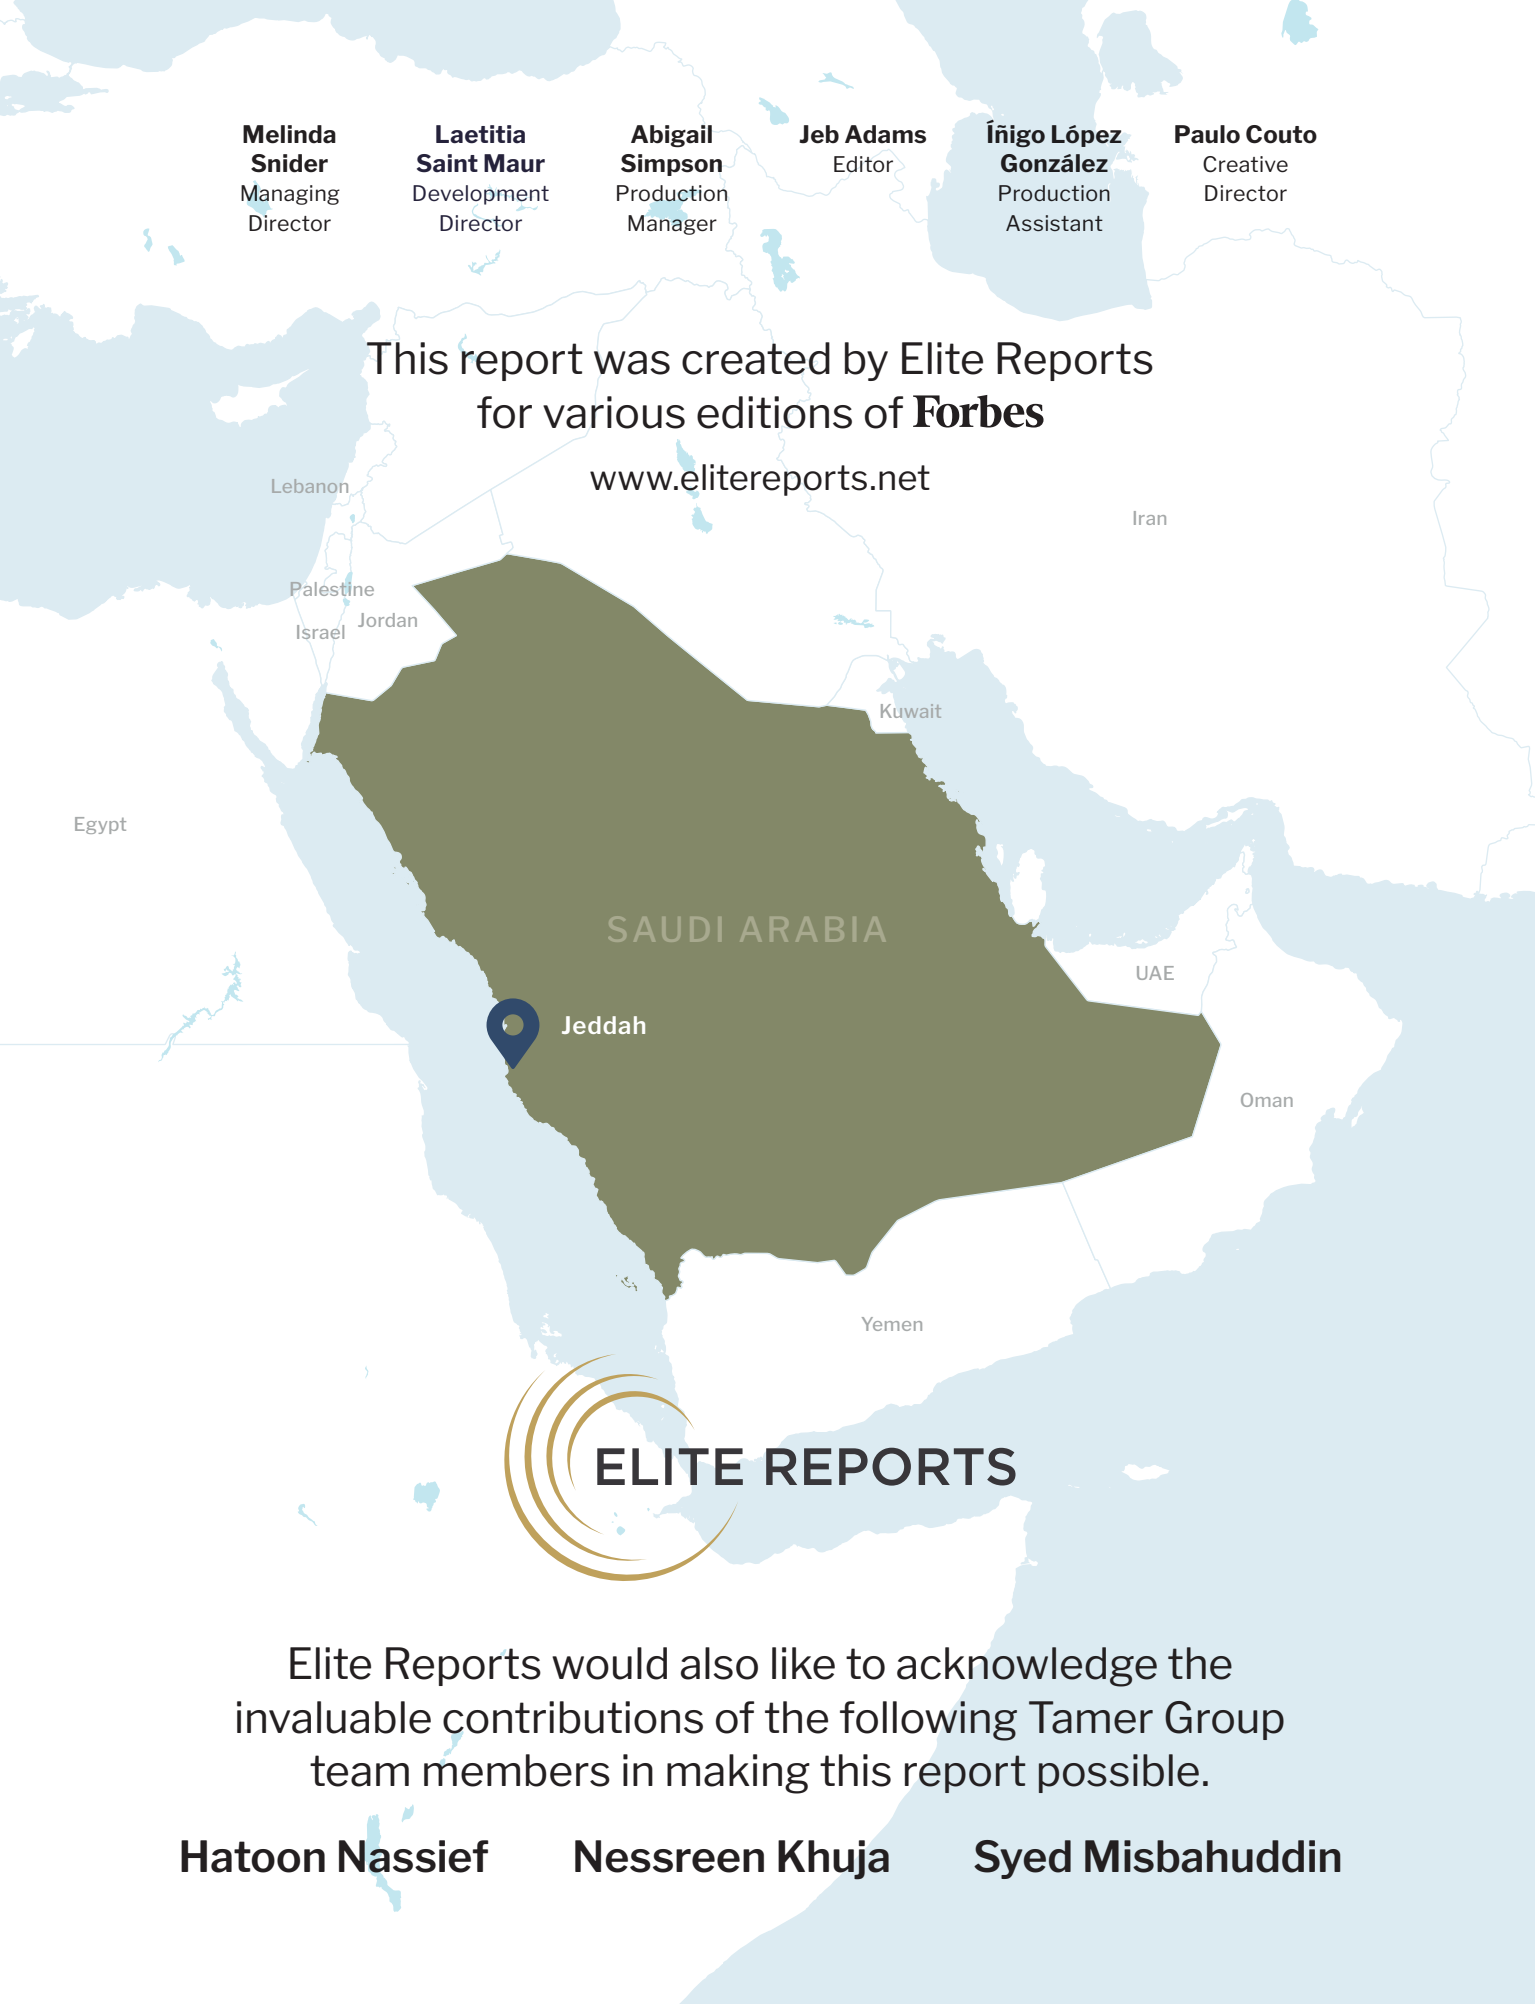 Melinda
Snider
Managing
Director
Laetitia
Saint Maur
Development
Director
Abigail
Simpson
Production
Manager
Jeb Adams
Editor
Íñigo López
González
Production
Assistant
Paulo Couto
Creative
Director
This report was created by Elite Reports
for various editions of Forbes
www.elitereports.net
Lebanon
Iran
Palestine
Jordan
Israel
Kuwait
Egypt
SAUDI ARABIA
UAE
Jeddah
Oman
Yemen
ELITE REPORTS
Elite Reports would also like to acknowledge the
invaluable contributions of the following Tamer Group
team members in making this report possible.
Hatoon Nassief
Nessreen Khuja
Syed Misbahuddin